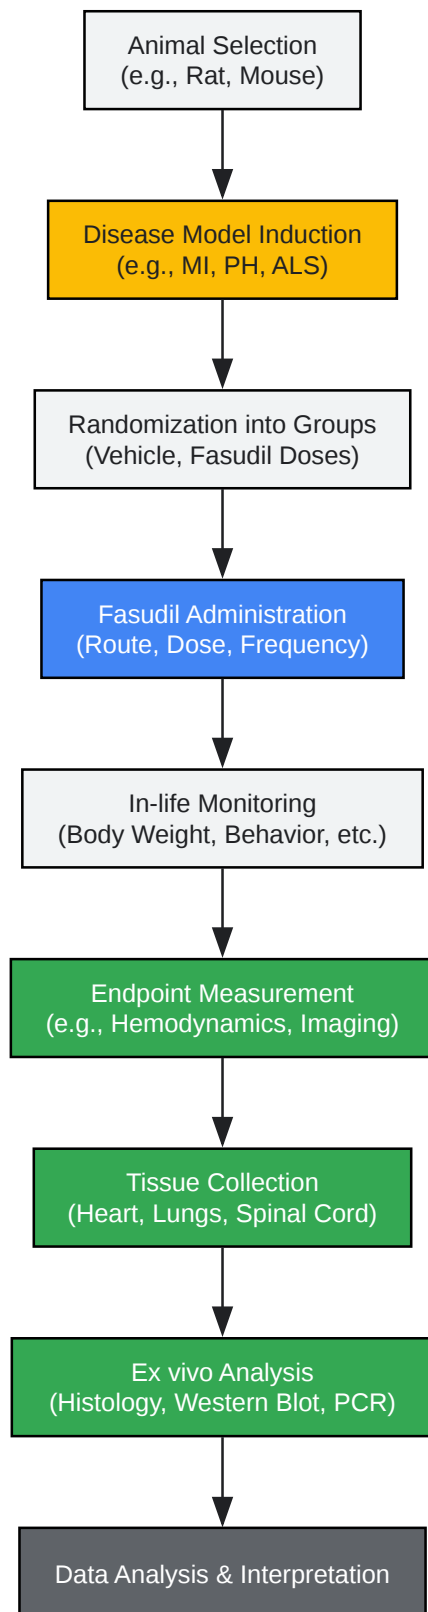 Animal Selection
(e.g., Rat, Mouse)
Disease Model Induction
(e.g., MI, PH, ALS)
Randomization into Groups
(Vehicle, Fasudil Doses)
Fasudil Administration
(Route, Dose, Frequency)
In-life Monitoring
(Body Weight, Behavior, etc.)
Endpoint Measurement
(e.g., Hemodynamics, Imaging)
Tissue Collection
(Heart, Lungs, Spinal Cord)
Ex vivo Analysis
(Histology, Western Blot, PCR)
Data Analysis & Interpretation